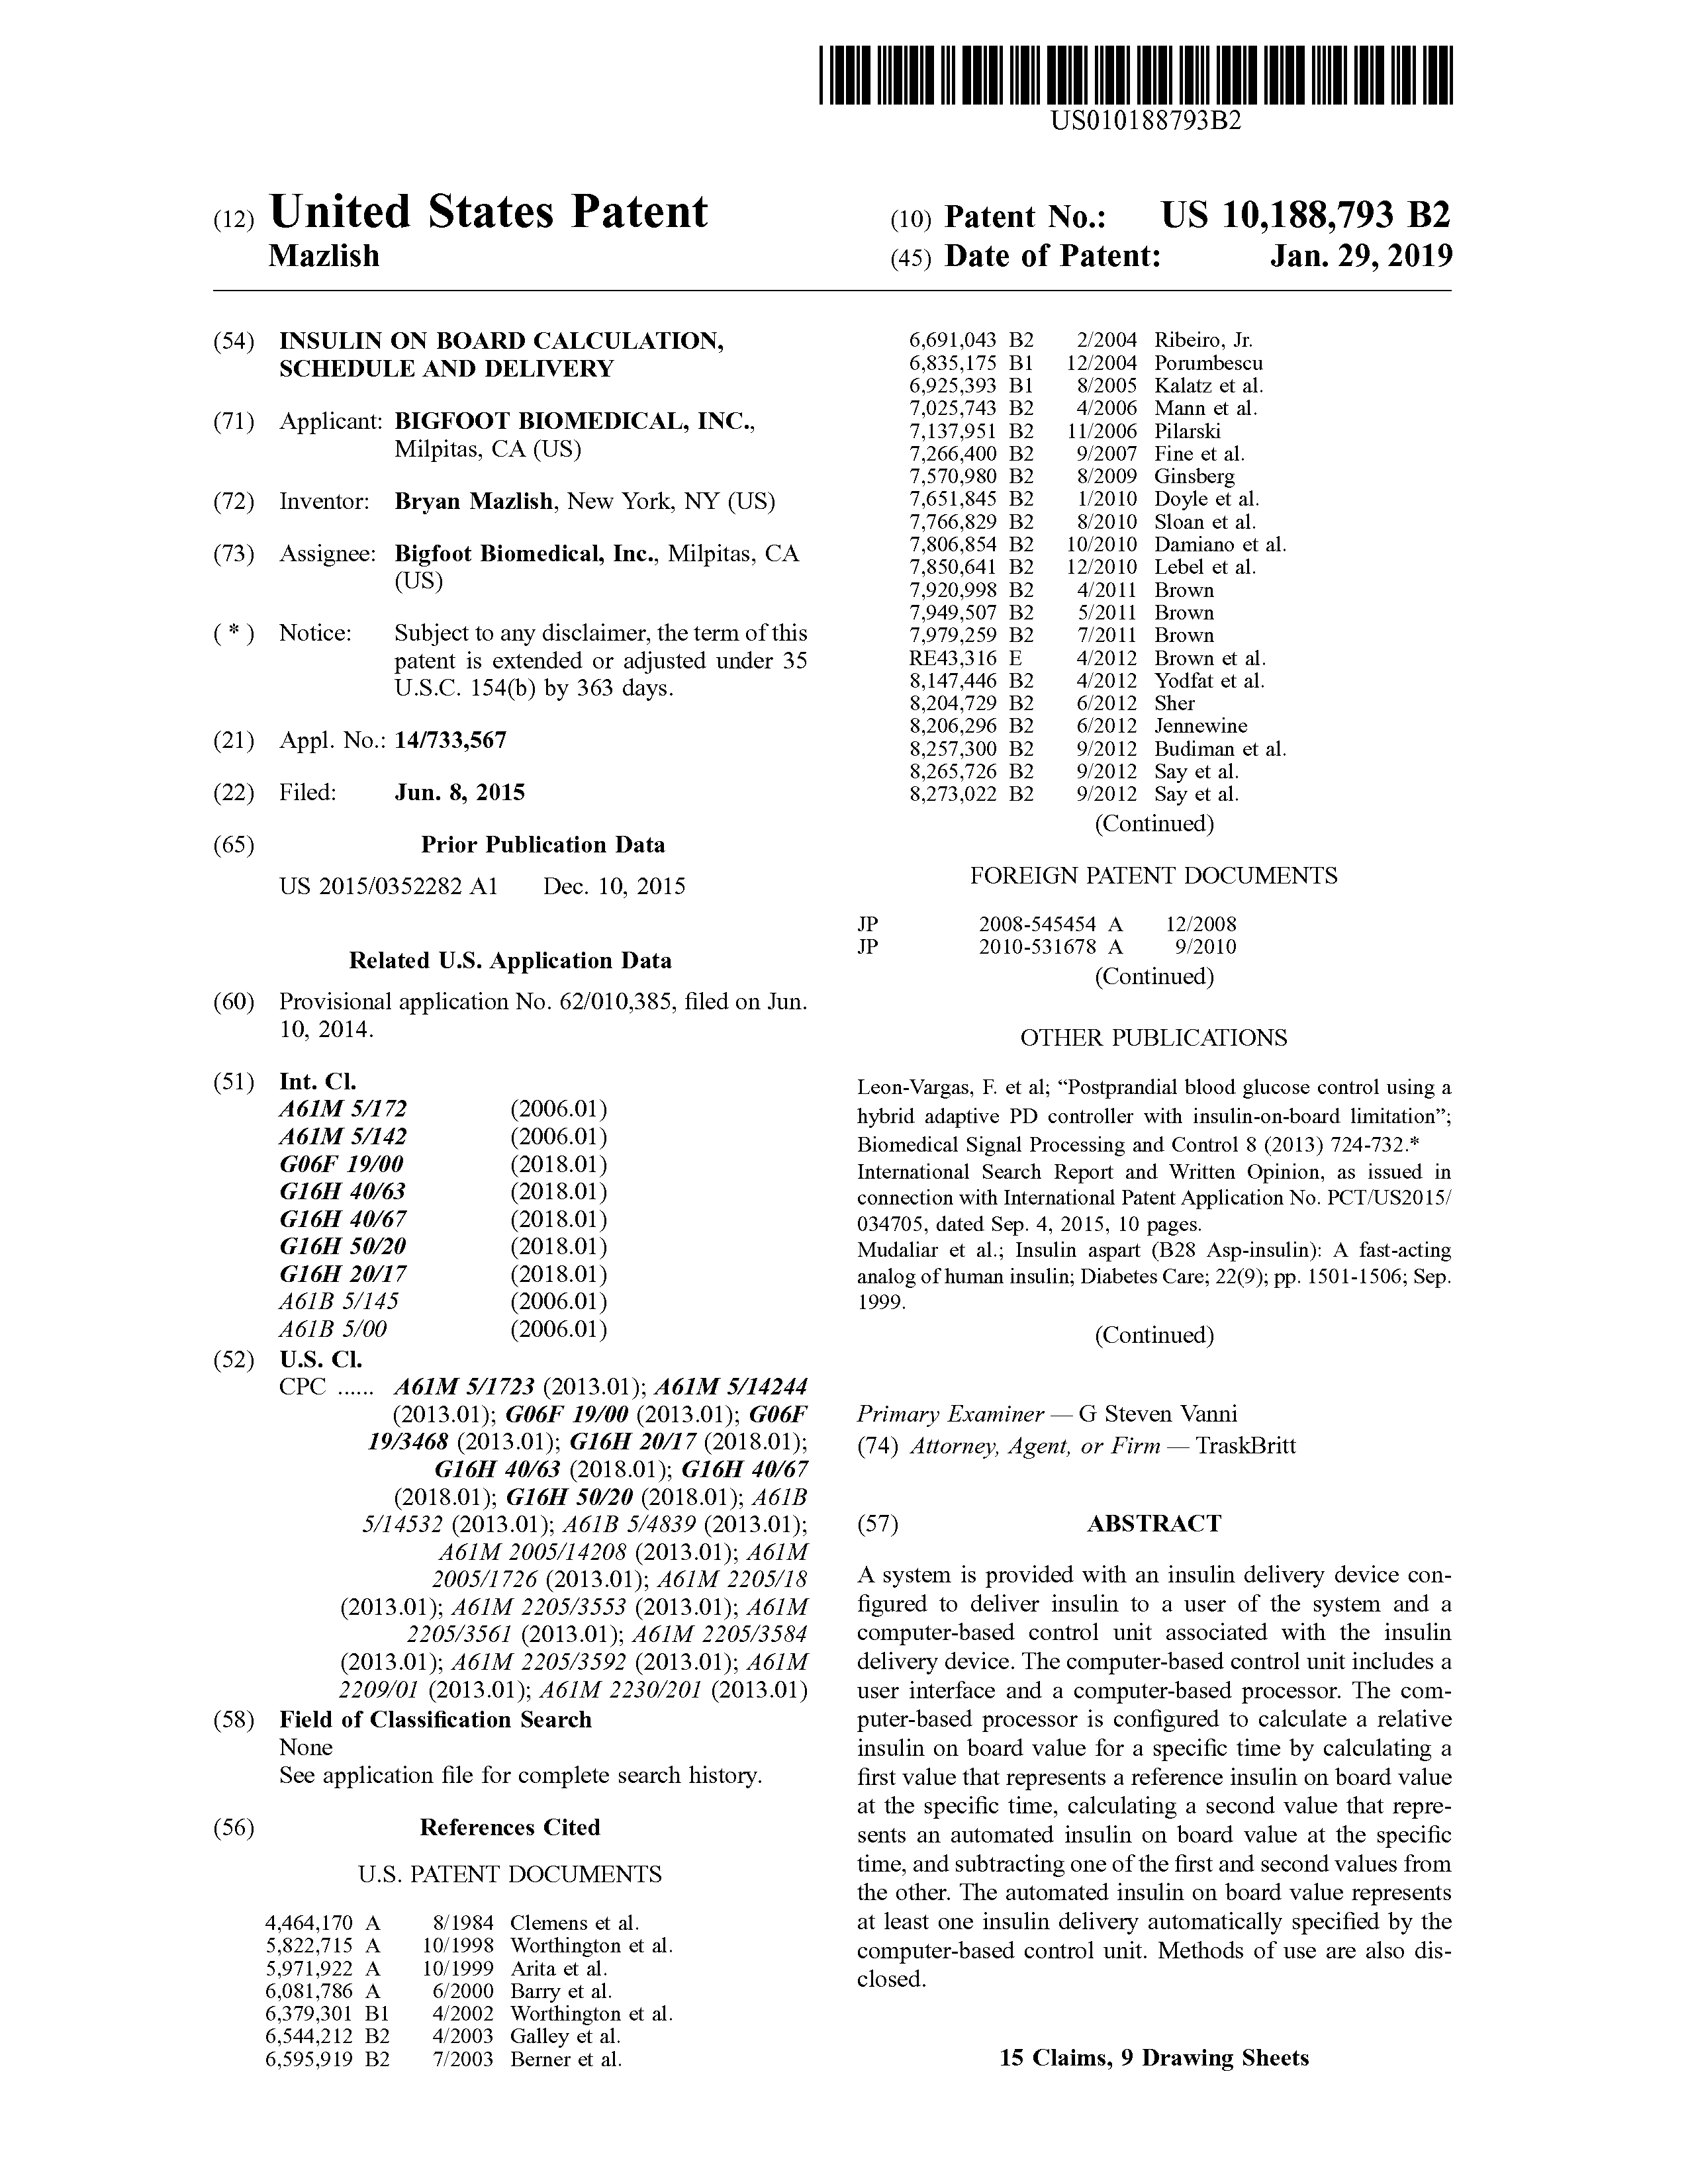 US010188793B2
(12) United States Patent
Mazlish
(10) Patent No.: US 10,188,793 B2
(45) Date of Patent: Jan. 29, 2019
(54) INSULIN ON BOARD CALCULATION,
SCHEDULE AND DELIVERY
(71) Applicant: BIGFOOT BIOMEDICAL, INC.,
Milpitas, CA (US)
(72) Inventor: Bryan Mazlish, New York, NY (US)
(73) Assignee: Bigfoot Biomedical, Inc., Milpitas, CA
(US)
( * ) Notice: Subject to any disclaimer, the term of this
patent is extended or adjusted under 35
U.S.C. 154(b) by 363 days.
(21) Appl. No.: 14/733,567
(22) Filed: Jun. 8, 2015
(65) Prior Publication Data
US 2015/0352282 A1 Dec. 10, 2015
Related U.S. Application Data
(60) Provisional application No. 62/010,385, filed on Jun.
10, 2014.
(51) Int. Cl.
A61M 5/172 (2006.01)
A61M 5/142 (2006.01)
G06F 19/00 (2018.01)
G16H 40/63 (2018.01)
G16H 40/67 (2018.01)
G16H 50/20 (2018.01)
G16H 20/17 (2018.01)
A61B 5/145 (2006.01)
A61B 5/00 (2006.01)
(52) U.S. Cl.
CPC ...... A61M 5/1723 (2013.01); A61M 5/14244
(2013.01); G06F 19/00 (2013.01); G06F
19/3468 (2013.01); G16H 20/17 (2018.01);
G16H 40/63 (2018.01); G16H 40/67
(2018.01); G16H 50/20 (2018.01); A61B
5/14532 (2013.01); A61B 5/4839 (2013.01);
A61M 2005/14208 (2013.01); A61M
2005/1726 (2013.01); A61M 2205/18
(2013.01); A61M 2205/3553 (2013.01); A61M
2205/3561 (2013.01); A61M 2205/3584
(2013.01); A61M 2205/3592 (2013.01); A61M
2209/01 (2013.01); A61M 2230/201 (2013.01)
(58) Field of Classification Search
None
See application file for complete search history.
(56) References Cited
U.S. PATENT DOCUMENTS
4,464,170 A 8/1984 Clemens et al.
5,822,715 A 10/1998 Worthington et al.
5,971,922 A 10/1999 Arita et al.
6,081,786 A 6/2000 Barry et al.
6,379,301 B1 4/2002 Worthington et al.
6,544,212 B2 4/2003 Galley et al.
6,595,919 B2 7/2003 Berner et al.
6,691,043 B2 2/2004 Ribeiro, Jr.
6,835,175 B1 12/2004 Porumbescu
6,925,393 B1 8/2005 Kalatz et al.
7,025,743 B2 4/2006 Mann et al.
7,137,951 B2 11/2006 Pilarski
7,266,400 B2 9/2007 Fine et al.
7,570,980 B2 8/2009 Ginsberg
7,651,845 B2 1/2010 Doyle et al.
7,766,829 B2 8/2010 Sloan et al.
7,806,854 B2 10/2010 Damiano et al.
7,850,641 B2 12/2010 Lebel et al.
7,920,998 B2 4/2011 Brown
7,949,507 B2 5/2011 Brown
7,979,259 B2 7/2011 Brown
RE43,316 E 4/2012 Brown et al.
8,147,446 B2 4/2012 Yodfat et al.
8,204,729 B2 6/2012 Sher
8,206,296 B2 6/2012 Jennewine
8,257,300 B2 9/2012 Budiman et al.
8,265,726 B2 9/2012 Say et al.
8,273,022 B2 9/2012 Say et al.
(Continued)
FOREIGN PATENT DOCUMENTS
JP 2008-545454 A 12/2008
JP 2010-531678 A 9/2010
(Continued)
OTHER PUBLICATIONS
Leon-Vargas, F. et al; “Postprandial blood glucose control using a
hybrid adaptive PD controller with insulin-on-board limitation”;
Biomedical Signal Processing and Control 8 (2013) 724-732.*
International Search Report and Written Opinion, as issued in
connection with International Patent Application No. PCT/US2015/
034705, dated Sep. 4, 2015, 10 pages.
Mudaliar et al.; Insulin aspart (B28 Asp-insulin): A fast-acting
analog of human insulin; Diabetes Care; 22(9); pp. 1501-1506; Sep.
1999.
(Continued)
Primary Examiner — G Steven Vanni
(74) Attorney, Agent, or Firm — TraskBritt
(57) ABSTRACT
A system is provided with an insulin delivery device con-
figured to deliver insulin to a user of the system and a
computer-based control unit associated with the insulin
delivery device. The computer-based control unit includes a
user interface and a computer-based processor. The com-
puter-based processor is configured to calculate a relative
insulin on board value for a specific time by calculating a
first value that represents a reference insulin on board value
at the specific time, calculating a second value that repre-
sents an automated insulin on board value at the specific
time, and subtracting one of the first and second values from
the other. The automated insulin on board value represents
at least one insulin delivery automatically specified by the
computer-based control unit. Methods of use are also dis-
closed.
15 Claims, 9 Drawing Sheets